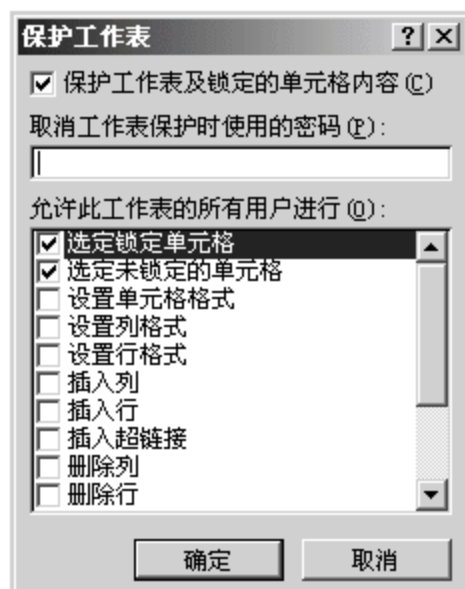 保护工作表
保护工作表及锁定的单元格内容(C)
取消工作表保护时使用的密码(P):
允许此工作表的所有用户进行(O):
选定锁定单元格
选定未锁定的单元格
设置单元格格式
设置列格式
设置行格式
插入列
插入行
插入超链接
删除列
删除行
确定 取消